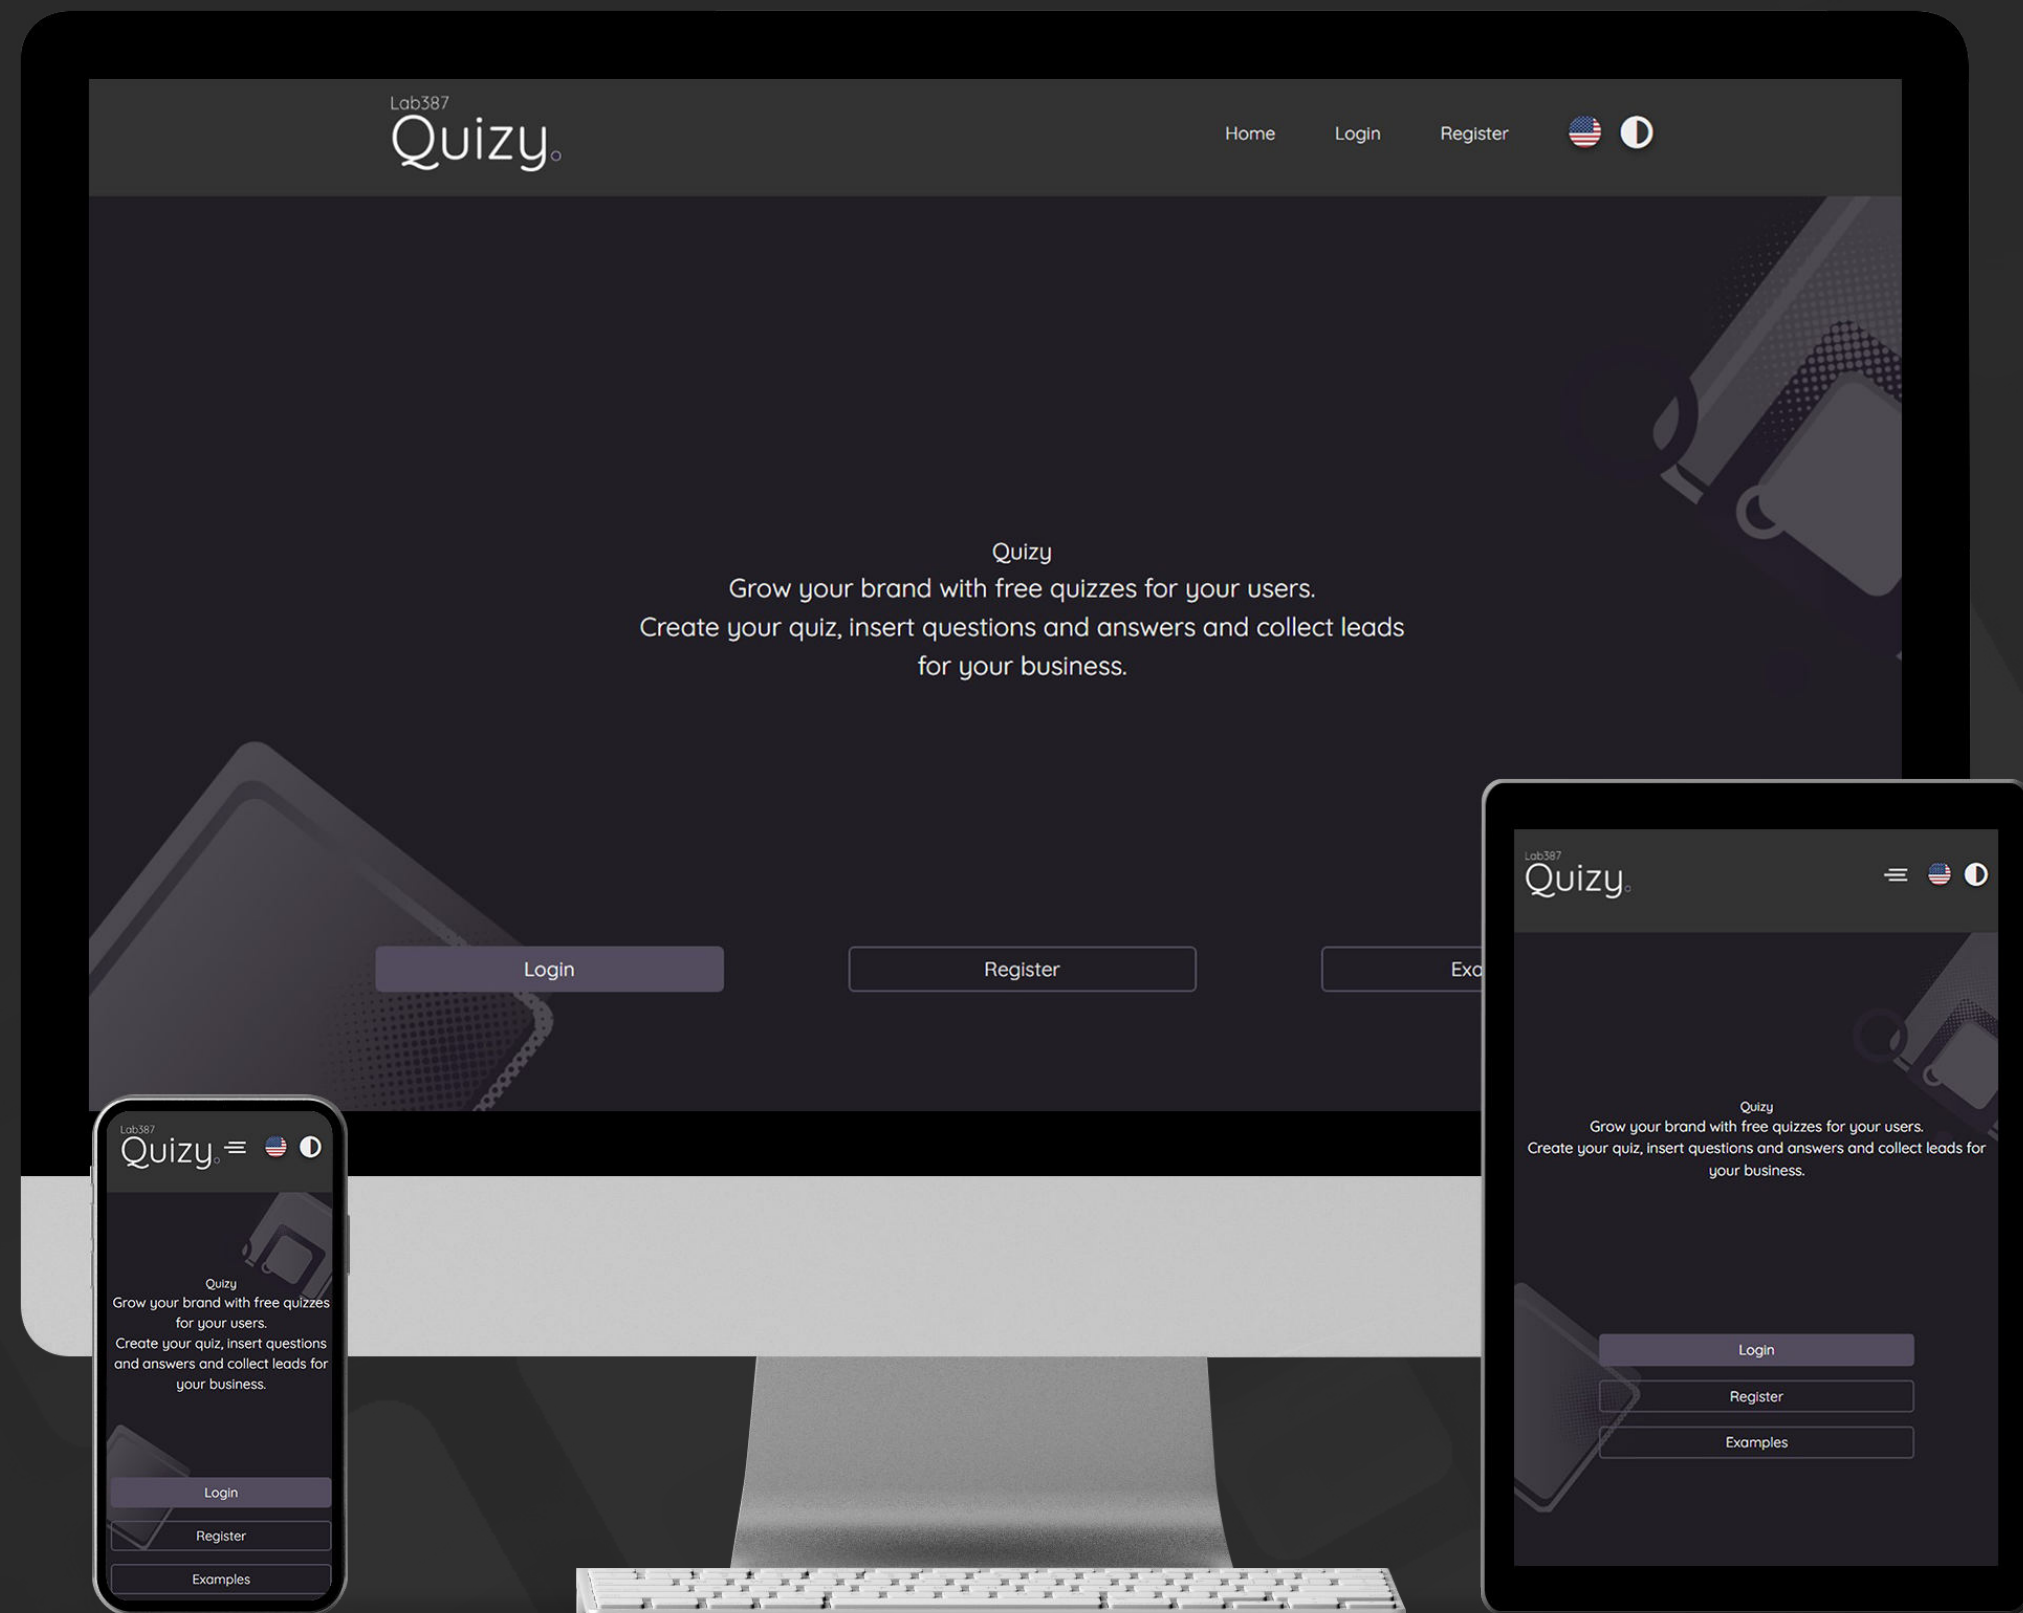 Lab387
Quizy
Home Login Register
Quizy
Grow your brand with free quizzes for your users.
Create your quiz, insert questions and answers and collect leads
for your business.
Login Register Exa
Lab387
Quizy
Quizy
Grow your brand with free quizzes for your users.
Create your quiz, insert questions and answers and collect leads for
your business.
Login
Register
Examples
Lab387
Quizy
Quizy
Grow your brand with free quizzes
for your users.
Create your quiz, insert questions
and answers and collect leads for
your business.
Login
Register
Examples